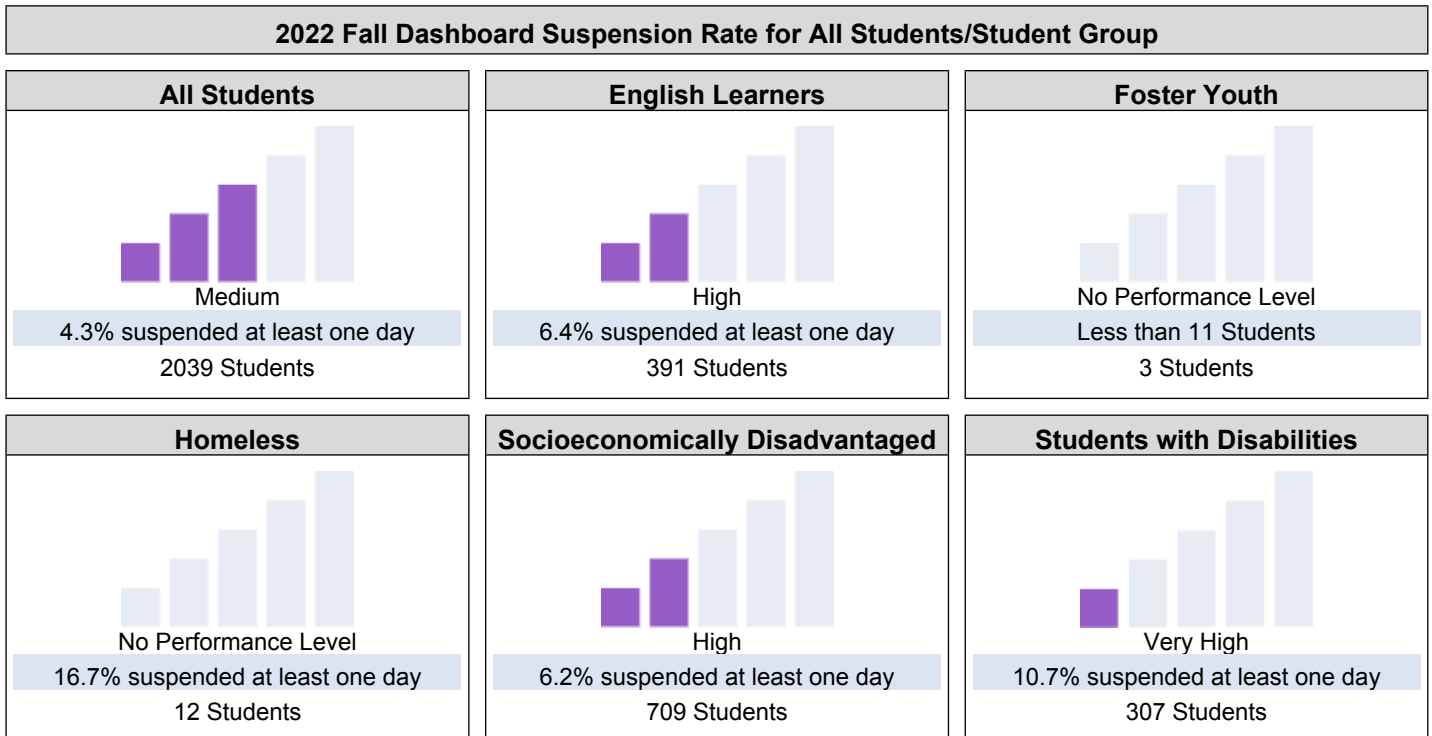 2022 Fall Dashboard Suspension Rate for All Students/Student Group
All Students
Medium
4.3% suspended at least one day
2039 Students
English Learners
High
6.4% suspended at least one day
391 Students
Foster Youth
No Performance Level
Less than 11 Students
3 Students
Homeless
No Performance Level
16.7% suspended at least one day
12 Students
Socioeconomically Disadvantaged
High
6.2% suspended at least one day
709 Students
Students with Disabilities
Very High
10.7% suspended at least one day
307 Students